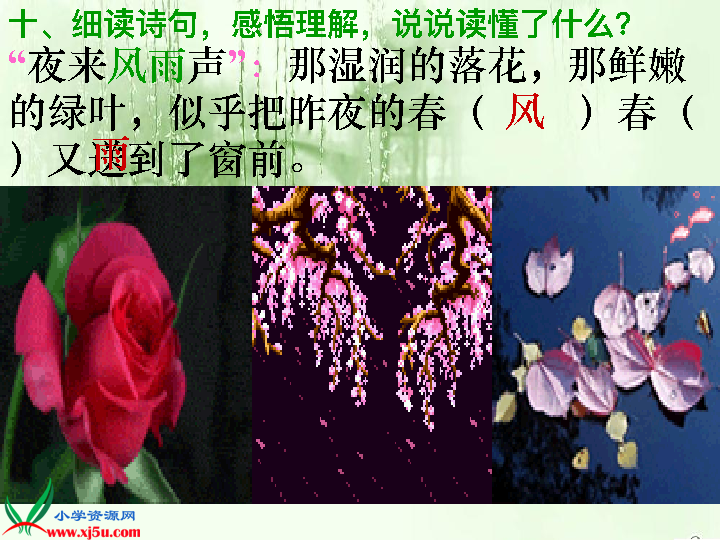 十、细读诗句，感悟理解，说说读懂了什么？
“夜来风雨声”：那湿润的落花，那鲜嫩
的绿叶，似乎把昨夜的春（ 风 ）春（
雨
）又送到了窗前。
小学资源网
www.xj5u.com